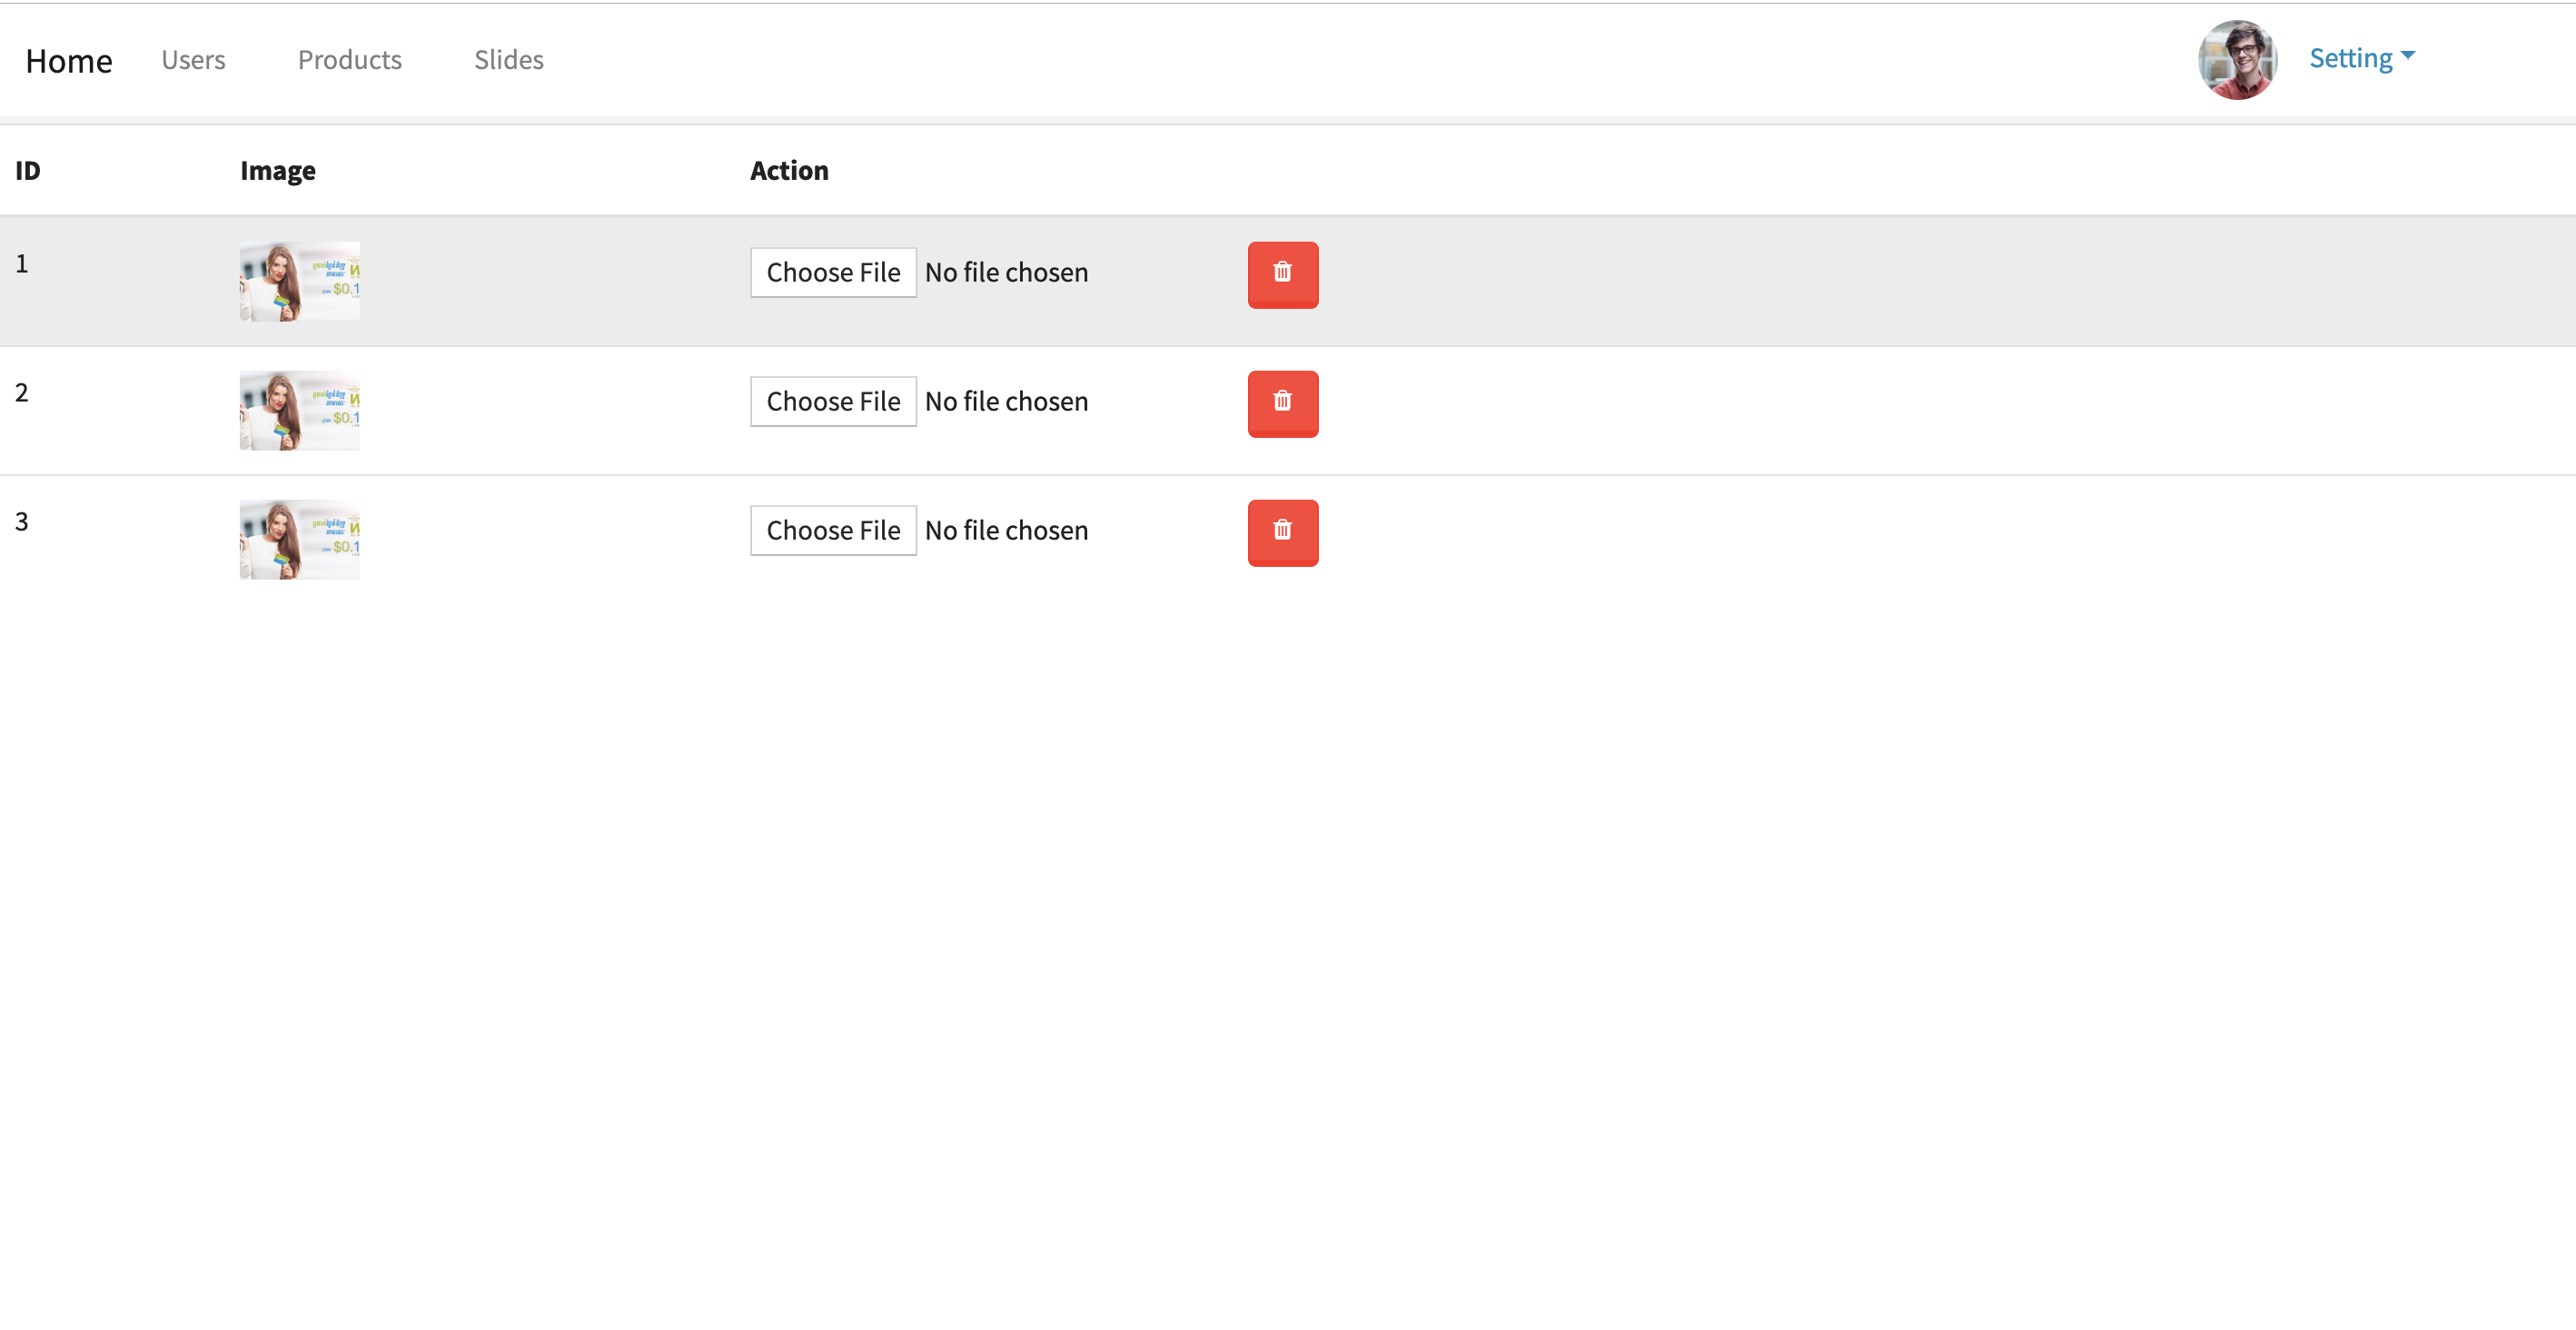 Home Users Products Slides Setting
ID Image Action
1 $0.1 Choose File No file chosen
2 $0.1 Choose File No file chosen
3 $0.1 Choose File No file chosen